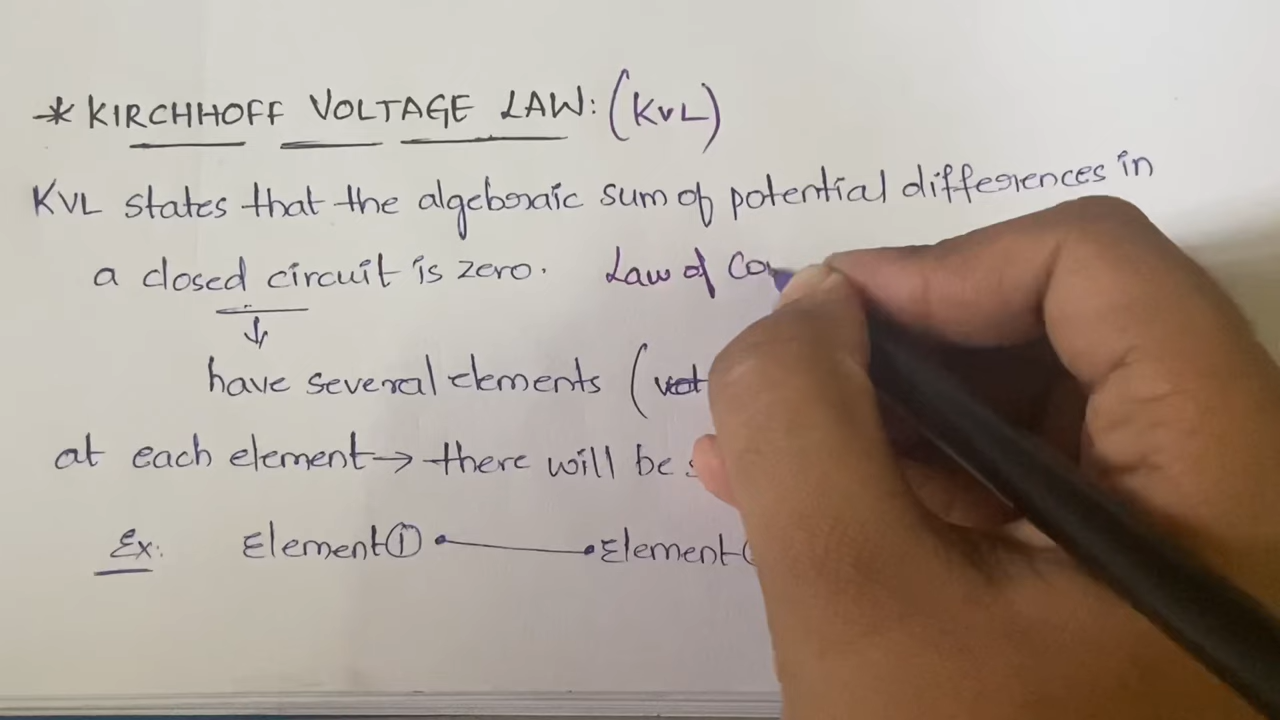 * KIRCHHOFF VOLTAGE LAW: (KVL)
KVL states that the algebraic sum of potential differences in
a closed circuit is zero. Law of
↓
have several elements (
at each element → there will be
Ex: Element ① Element